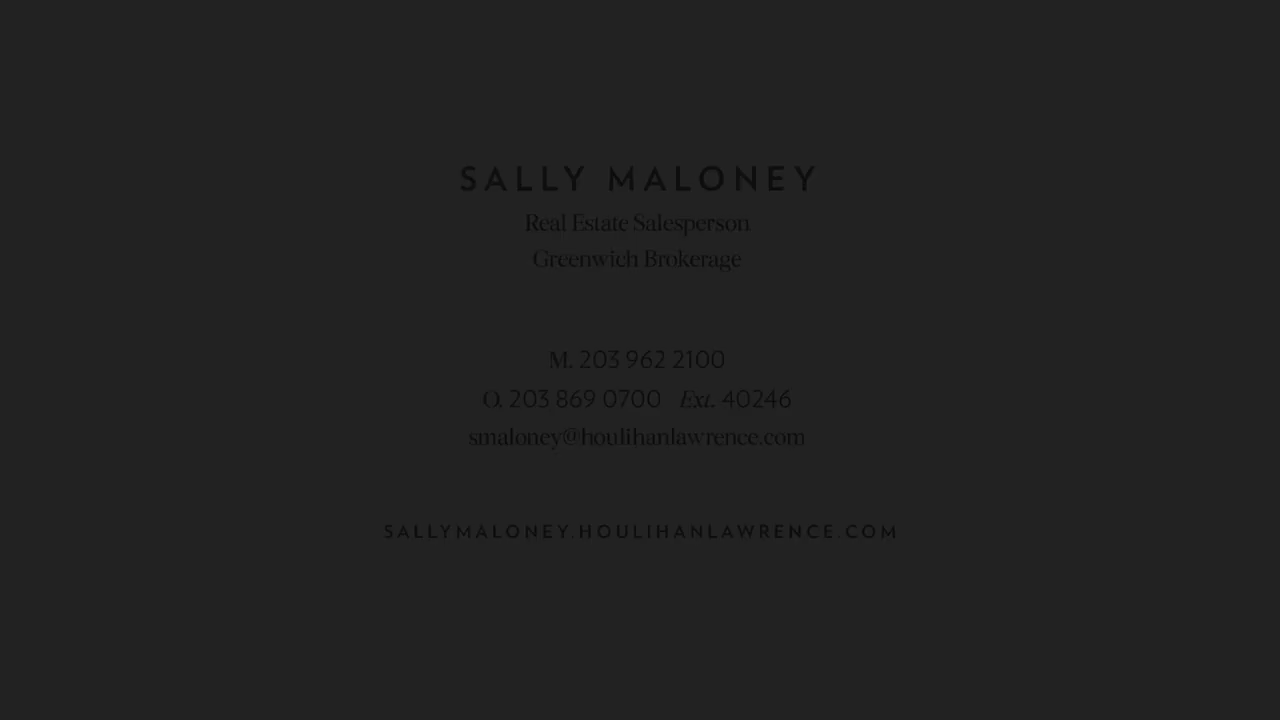 SALLY MALONEY
Real Estate Salesperson
Greenwich Brokerage
M. 203 962 2100
O. 203 869 0700 Ext. 40246
smaloney@houlihanlawrence.com
SALLYMALONEY.HOULIHANLAWRENCE.COM